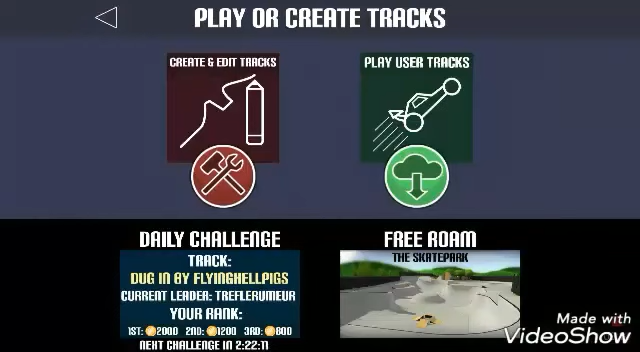 PLAY OR CREATE TRACKS
CREATE & EDIT TRACKS
PLAY USER TRACKS
DAILY CHALLENGE
TRACK:
DUG IN BY FLYINGHELLPIGS
CURRENT LEADER: TREFLERUMEUR
YOUR RANK:
1ST: 2000 2ND: 1200 3RD: 800
NEXT CHALLENGE IN 2:22:11
FREE ROAM
THE SKATEPARK
Made with
VideoShow